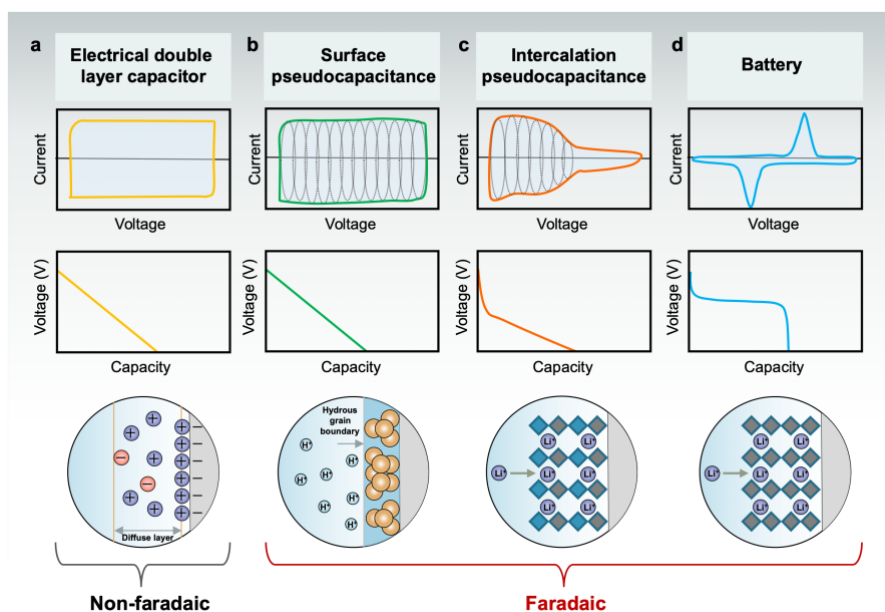 a
Electrical double
layer capacitor
b
Surface
pseudocapacitance
c
Intercalation
pseudocapacitance
d
Battery
Current
Voltage
Current
Voltage
Current
Voltage
Current
Voltage
Voltage (V)
Capacity
Voltage (V)
Capacity
Voltage (V)
Capacity
Voltage (V)
Capacity
+ + + + + + + + + + +
− −
− − − − − −
Diffuse layer
Hydrous
grain
boundary
H⁺
H⁺
H⁺
H⁺
H⁺
H⁺
H⁺
Li⁺
Li⁺ Li⁺
Li⁺ Li⁺
Li⁺ Li⁺
Li⁺
Li⁺ Li⁺
Li⁺ Li⁺
Li⁺ Li⁺
Non-faradaic
Faradaic